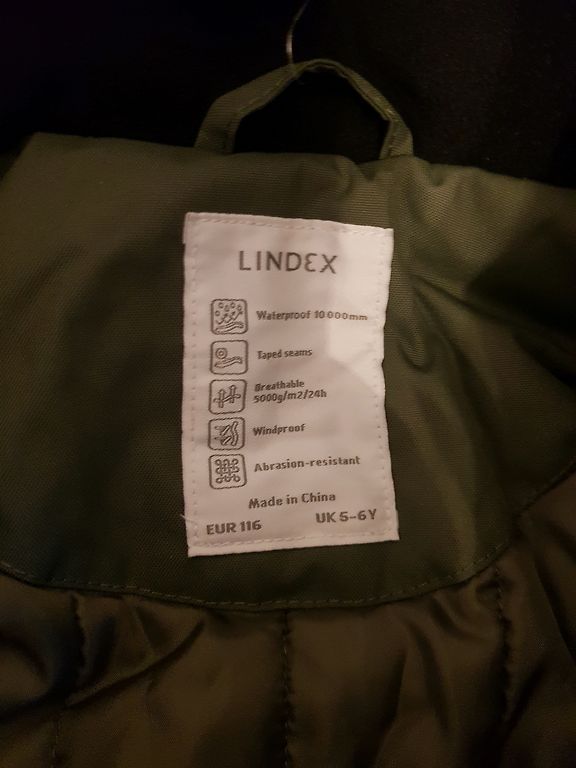 LINDEX
Waterproof 10 000mm
Taped seams
Breathable
5000g/m2/24h
Windproof
Abrasion-resistant
Made in China
EUR 116 UK 5-6Y